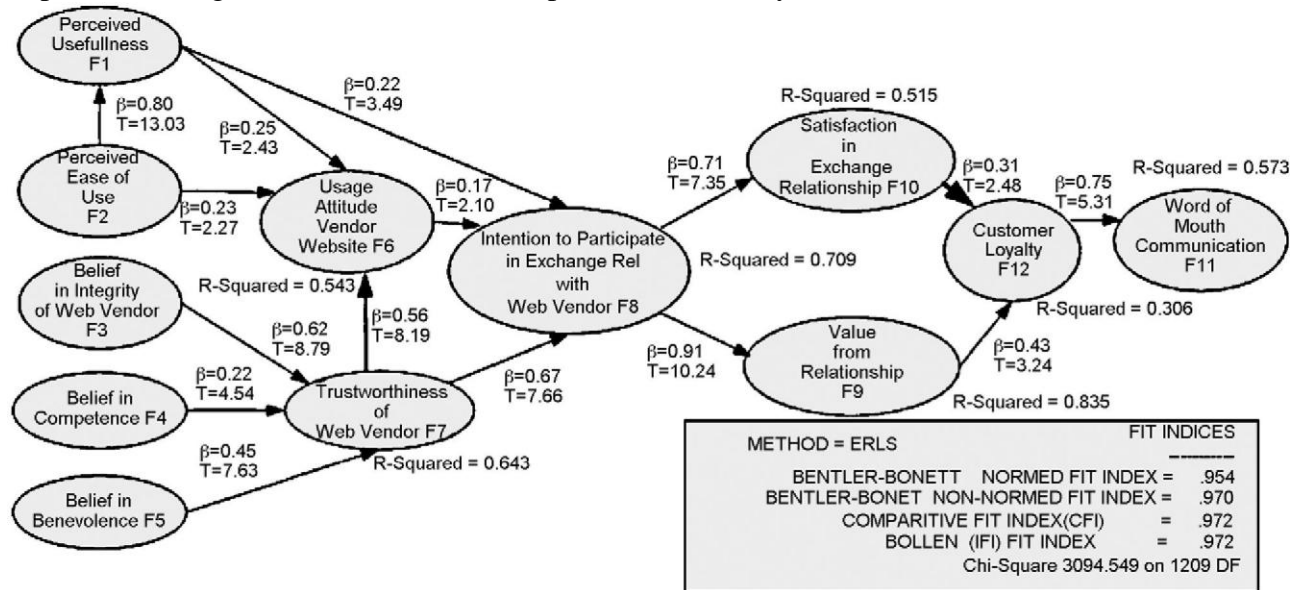 Perceived
Usefullness
F1
β=0.80
T=13.03
Perceived
Ease of
Use
F2
β=0.22
T=3.49
β=0.25
T=2.43
β=0.23
T=2.27
Usage
Attitude
Vendor
Website F6
R-Squared = 0.543
β=0.17
T=2.10
Belief
in Integrity
of Web Vendor
F3
β=0.62
T=8.79
β=0.56
T=8.19
Belief in
Competence F4
β=0.22
T=4.54
Trustworthiness
of
Web Vendor F7
R-Squared = 0.643
β=0.45
T=7.63
Belief in
Benevolence F5
β=0.67
T=7.66
Intention to Participate
in Exchange Rel
with
Web Vendor F8
R-Squared = 0.709
β=0.71
T=7.35
R-Squared = 0.515
Satisfaction
in
Exchange
Relationship F10
β=0.91
T=10.24
Value
from
Relationship
F9
R-Squared = 0.835
β=0.31
T=2.48
β=0.43
T=3.24
Customer
Loyalty
F12
R-Squared = 0.306
β=0.75
T=5.31
R-Squared = 0.573
Word of
Mouth
Communication
F11
METHOD = ERLS
FIT INDICES
----------
BENTLER-BONETT NORMED FIT INDEX = .954
BENTLER-BONET NON-NORMED FIT INDEX = .970
COMPARITIVE FIT INDEX(CFI) = .972
BOLLEN (IFI) FIT INDEX = .972
Chi-Square 3094.549 on 1209 DF